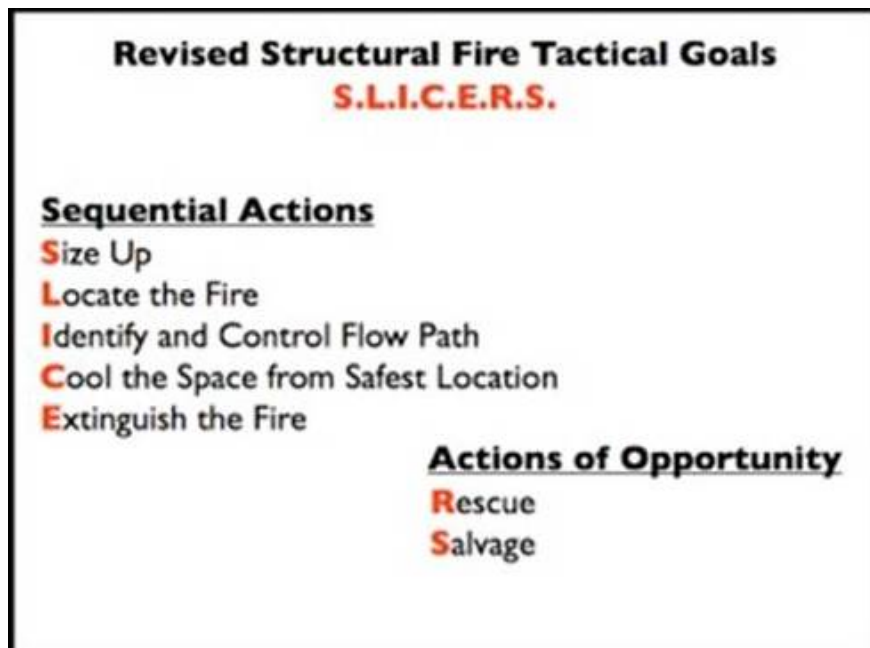 Revised Structural Fire Tactical Goals
S.L.I.C.E.R.S.
Sequential Actions
Size Up
Locate the Fire
Identify and Control Flow Path
Cool the Space from Safest Location
Extinguish the Fire
Actions of Opportunity
Rescue
Salvage